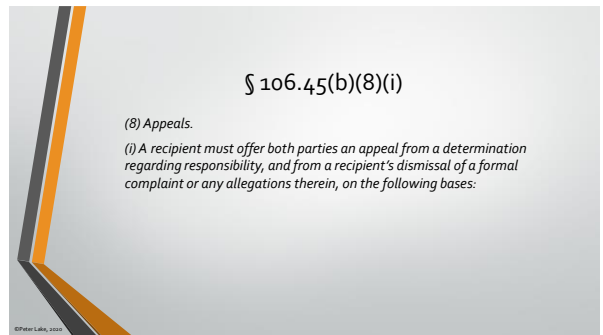 § 106.45(b)(8)(i)
(8) Appeals.
(i) A recipient must offer both parties an appeal from a determination
regarding responsibility, and from a recipient’s dismissal of a formal
complaint or any allegations therein, on the following bases:
©Peter Lake, 2020